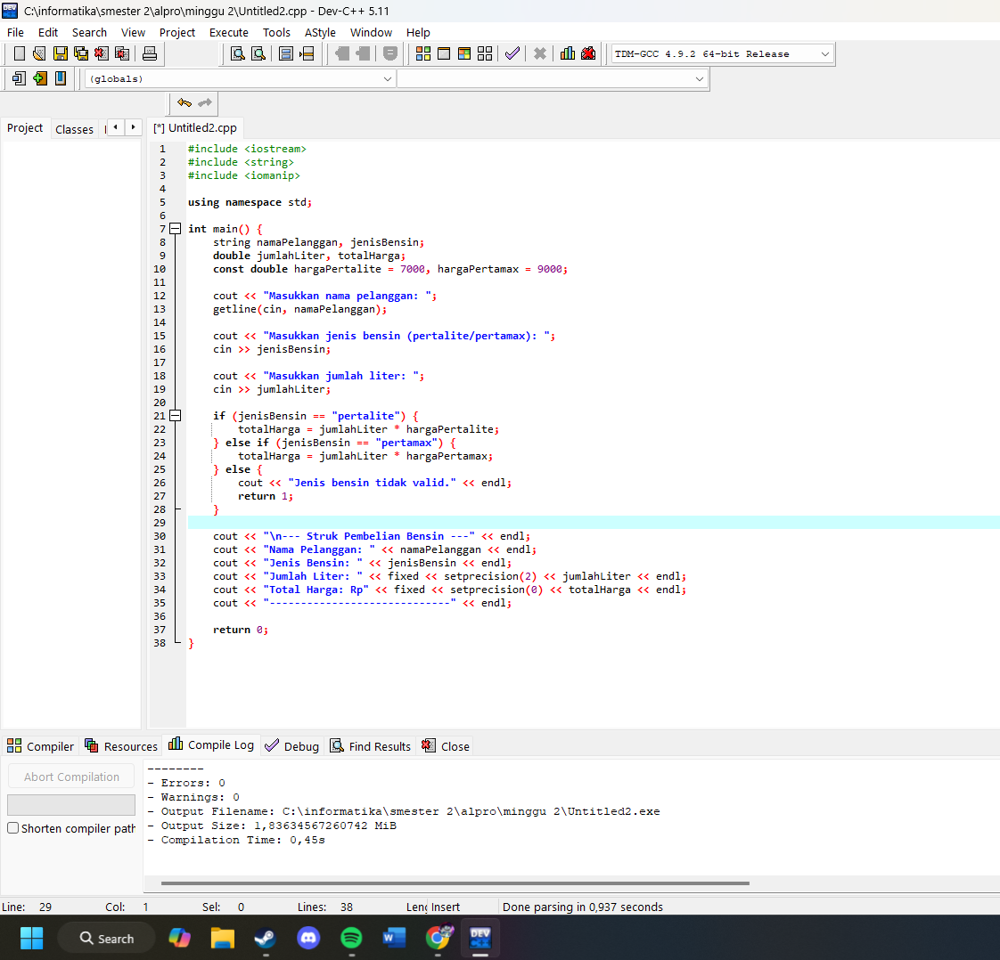 C:\informatika\smester 2\alpro\minggu 2\Untitled2.cpp - Dev-C++ 5.11
File Edit Search View Project Execute Tools AStyle Window Help
TDM-GCC 4.9.2 64-bit Release
(globals)
Project Classes
[*] Untitled2.cpp
1 #include <iostream>
2 #include <string>
3 #include <iomanip>
4
5 using namespace std;
6
7 int main() {
8 string namaPelanggan, jenisBensin;
9 double jumlahLiter, totalHarga;
10 const double hargaPertalite = 7000, hargaPertamax = 9000;
11
12 cout << "Masukkan nama pelanggan: ";
13 getline(cin, namaPelanggan);
14
15 cout << "Masukkan jenis bensin (pertalite/pertamax): ";
16 cin >> jenisBensin;
17
18 cout << "Masukkan jumlah liter: ";
19 cin >> jumlahLiter;
20
21 if (jenisBensin == "pertalite") {
22 totalHarga = jumlahLiter * hargaPertalite;
23 } else if (jenisBensin == "pertamax") {
24 totalHarga = jumlahLiter * hargaPertamax;
25 } else {
26 cout << "Jenis bensin tidak valid." << endl;
27 return 1;
28 }
29
30 cout << "\n--- Struk Pembelian Bensin ---" << endl;
31 cout << "Nama Pelanggan: " << namaPelanggan << endl;
32 cout << "Jenis Bensin: " << jenisBensin << endl;
33 cout << "Jumlah Liter: " << fixed << setprecision(2) << jumlahLiter << endl;
34 cout << "Total Harga: Rp" << fixed << setprecision(0) << totalHarga << endl;
35 cout << "-----------------------------" << endl;
36
37 return 0;
38 }
Compiler Resources Compile Log Debug Find Results Close
Abort Compilation
Shorten compiler path
--------
- Errors: 0
- Warnings: 0
- Output Filename: C:\informatika\smester 2\alpro\minggu 2\Untitled2.exe
- Output Size: 1,83634567260742 MiB
- Compilation Time: 0,45s
Line: 29 Col: 1 Sel: 0 Lines: 38 Leng Insert Done parsing in 0,937 seconds
Search
DEV